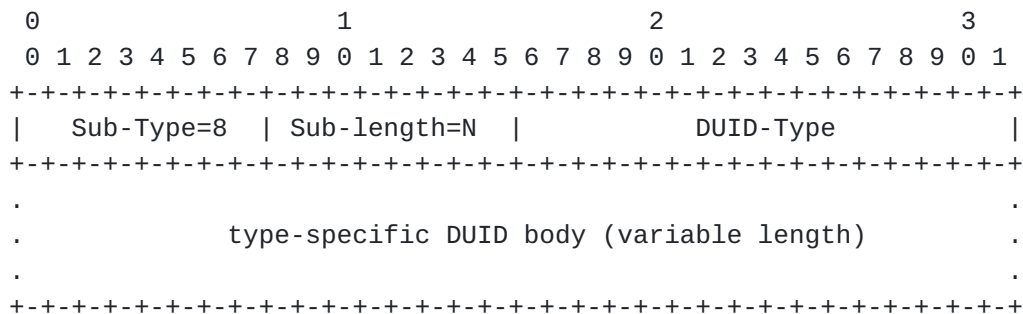 0                   1                   2                   3
 0 1 2 3 4 5 6 7 8 9 0 1 2 3 4 5 6 7 8 9 0 1 2 3 4 5 6 7 8 9 0 1
+-+-+-+-+-+-+-+-+-+-+-+-+-+-+-+-+-+-+-+-+-+-+-+-+-+-+-+-+-+-+-+-+
|   Sub-Type=8  | Sub-length=N  |           DUID-Type           |
+-+-+-+-+-+-+-+-+-+-+-+-+-+-+-+-+-+-+-+-+-+-+-+-+-+-+-+-+-+-+-+-+
.                                                               .
.             type-specific DUID body (variable length)         .
.                                                               .
+-+-+-+-+-+-+-+-+-+-+-+-+-+-+-+-+-+-+-+-+-+-+-+-+-+-+-+-+-+-+-+-+